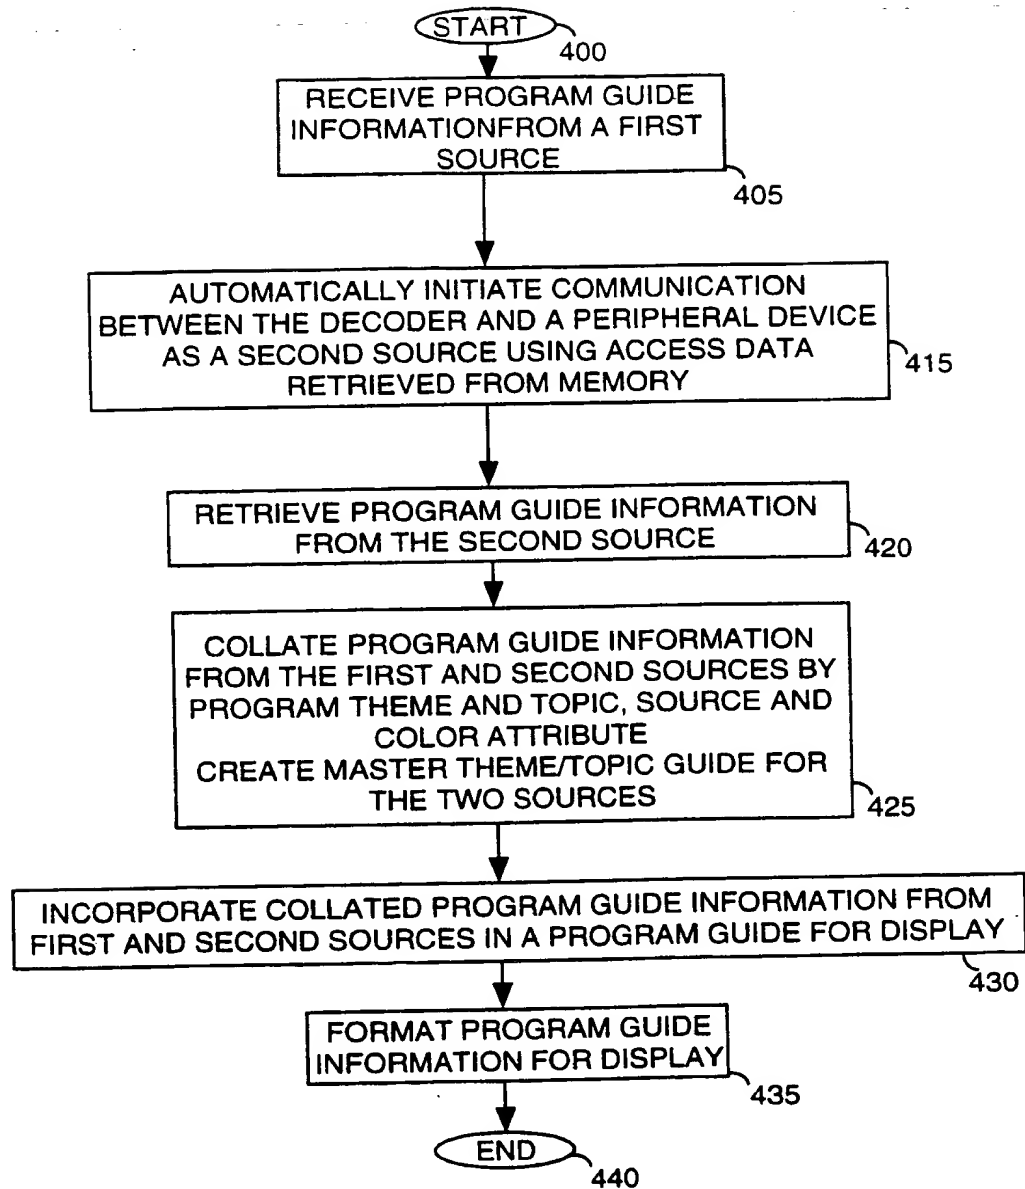 START
400
RECEIVE PROGRAM GUIDE
INFORMATIONFROM A FIRST
SOURCE
405
AUTOMATICALLY INITIATE COMMUNICATION
BETWEEN THE DECODER AND A PERIPHERAL DEVICE
AS A SECOND SOURCE USING ACCESS DATA
RETRIEVED FROM MEMORY
415
RETRIEVE PROGRAM GUIDE INFORMATION
FROM THE SECOND SOURCE
420
COLLATE PROGRAM GUIDE INFORMATION
FROM THE FIRST AND SECOND SOURCES BY
PROGRAM THEME AND TOPIC, SOURCE AND
COLOR ATTRIBUTE
CREATE MASTER THEME/TOPIC GUIDE FOR
THE TWO SOURCES
425
INCORPORATE COLLATED PROGRAM GUIDE INFORMATION FROM
FIRST AND SECOND SOURCES IN A PROGRAM GUIDE FOR DISPLAY
430
FORMAT PROGRAM GUIDE
INFORMATION FOR DISPLAY
435
END
440